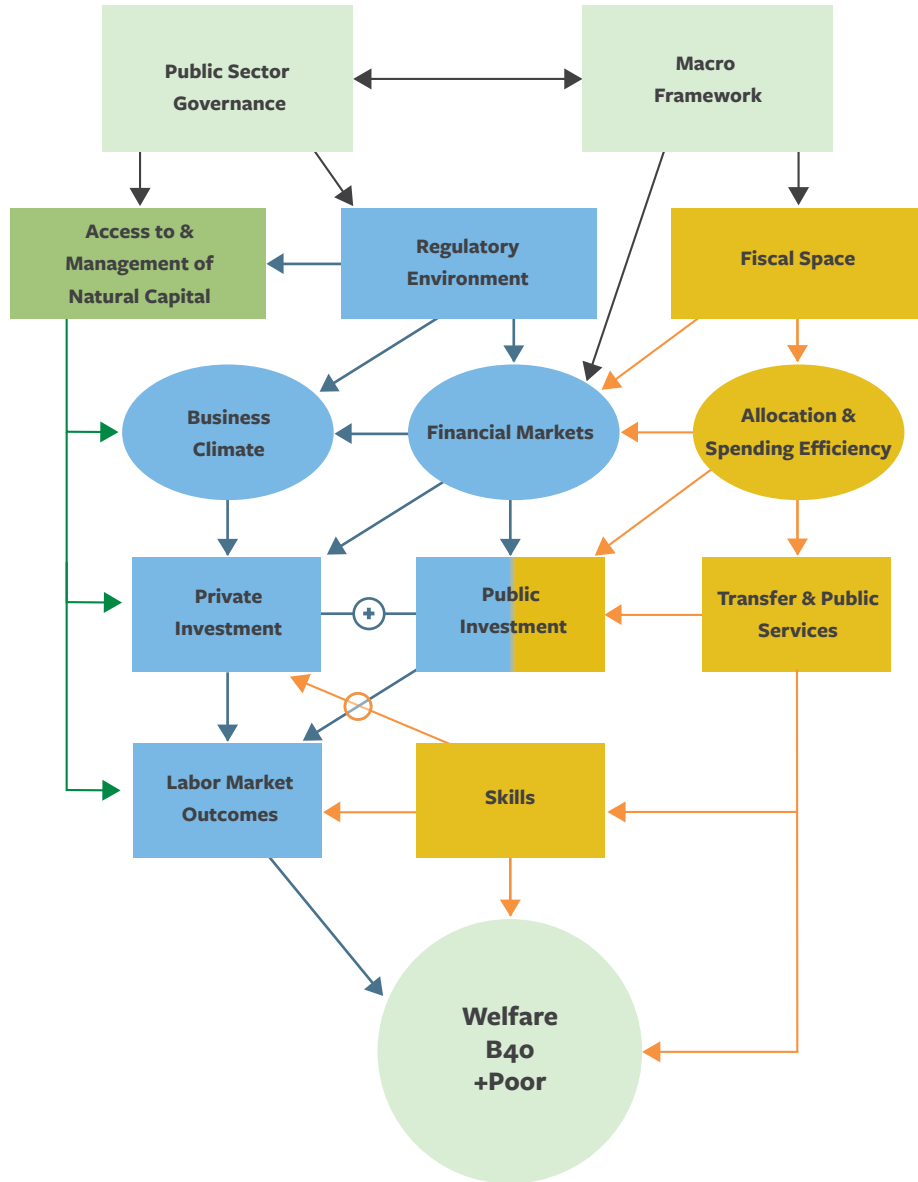 Public Sector
Governance
Macro
Framework
Access to &
Management of
Natural Capital
Regulatory
Environment
Fiscal Space
Business
Climate
Financial Markets
Allocation &
Spending Efficiency
Private
Investment
+
Public
Investment
Transfer & Public
Services
Labor Market
Outcomes
Skills
Welfare
B40
+Poor